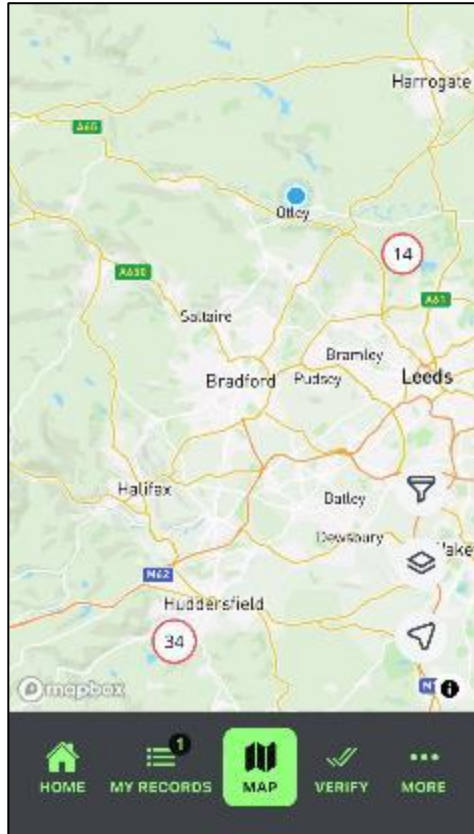 Harrogate
A65
Otley
14
A650
A61
Saltaire
Bramley
Bradford Pudsey Leeds
Halifax
Batley
Dewsbury
M62
Huddersfield
34
mapbox
1
HOME MY RECORDS MAP VERIFY MORE